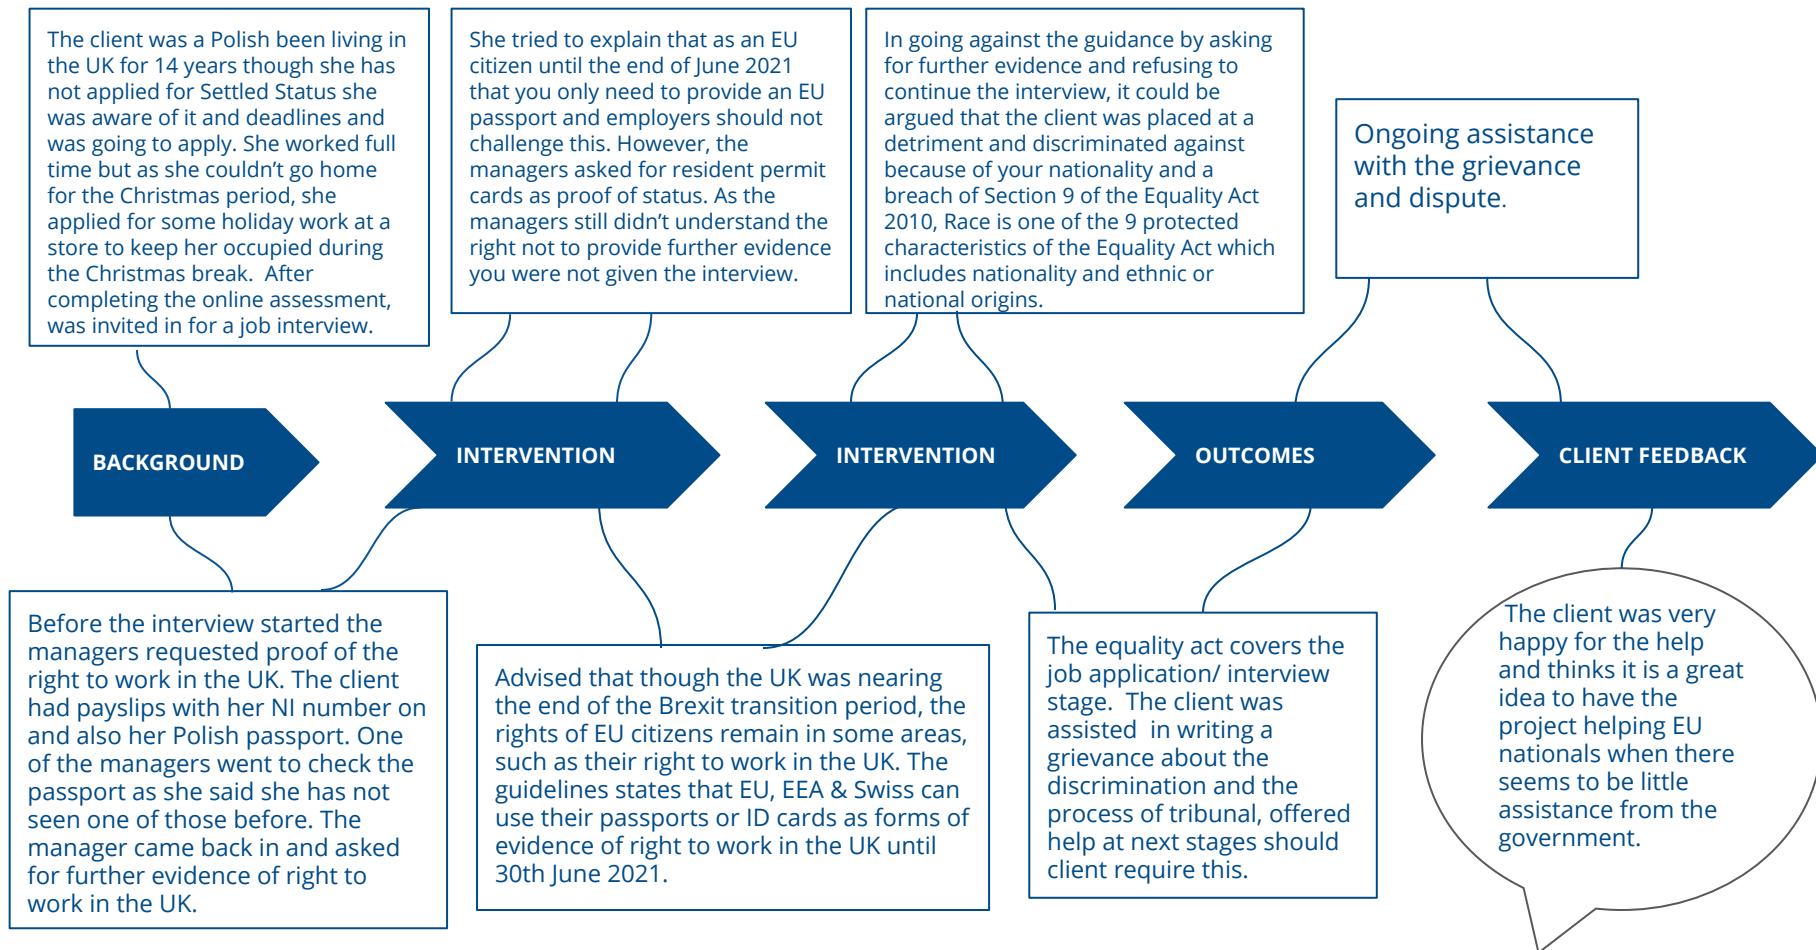 The client was a Polish been living in
the UK for 14 years though she has
not applied for Settled Status she
was aware of it and deadlines and
was going to apply. She worked full
time but as she couldn’t go home
for the Christmas period, she
applied for some holiday work at a
store to keep her occupied during
the Christmas break.  After
completing the online assessment,
was invited in for a job interview.
BACKGROUND
Before the interview started the
managers requested proof of the
right to work in the UK. The client
had payslips with her NI number on
and also her Polish passport. One
of the managers went to check the
passport as she said she has not
seen one of those before. The
manager came back in and asked
for further evidence of right to
work in the UK.
She tried to explain that as an EU
citizen until the end of June 2021
that you only need to provide an EU
passport and employers should not
challenge this. However, the
managers asked for resident permit
cards as proof of status. As the
managers still didn’t understand the
right not to provide further evidence
you were not given the interview.
INTERVENTION
Advised that though the UK was nearing
the end of the Brexit transition period, the
rights of EU citizens remain in some areas,
such as their right to work in the UK. The
guidelines states that EU, EEA & Swiss can
use their passports or ID cards as forms of
evidence of right to work in the UK until
30th June 2021.
In going against the guidance by asking
for further evidence and refusing to
continue the interview, it could be
argued that the client was placed at a
detriment and discriminated against
because of your nationality and a
breach of Section 9 of the Equality Act
2010, Race is one of the 9 protected
characteristics of the Equality Act which
includes nationality and ethnic or
national origins.
INTERVENTION
The equality act covers the
job application/ interview
stage.  The client was
assisted  in writing a
grievance about the
discrimination and the
process of tribunal, offered
help at next stages should
client require this.
Ongoing assistance
with the grievance
and dispute.
OUTCOMES
CLIENT FEEDBACK
The client was very
happy for the help
and thinks it is a great
idea to have the
project helping EU
nationals when there
seems to be little
assistance from the
government.